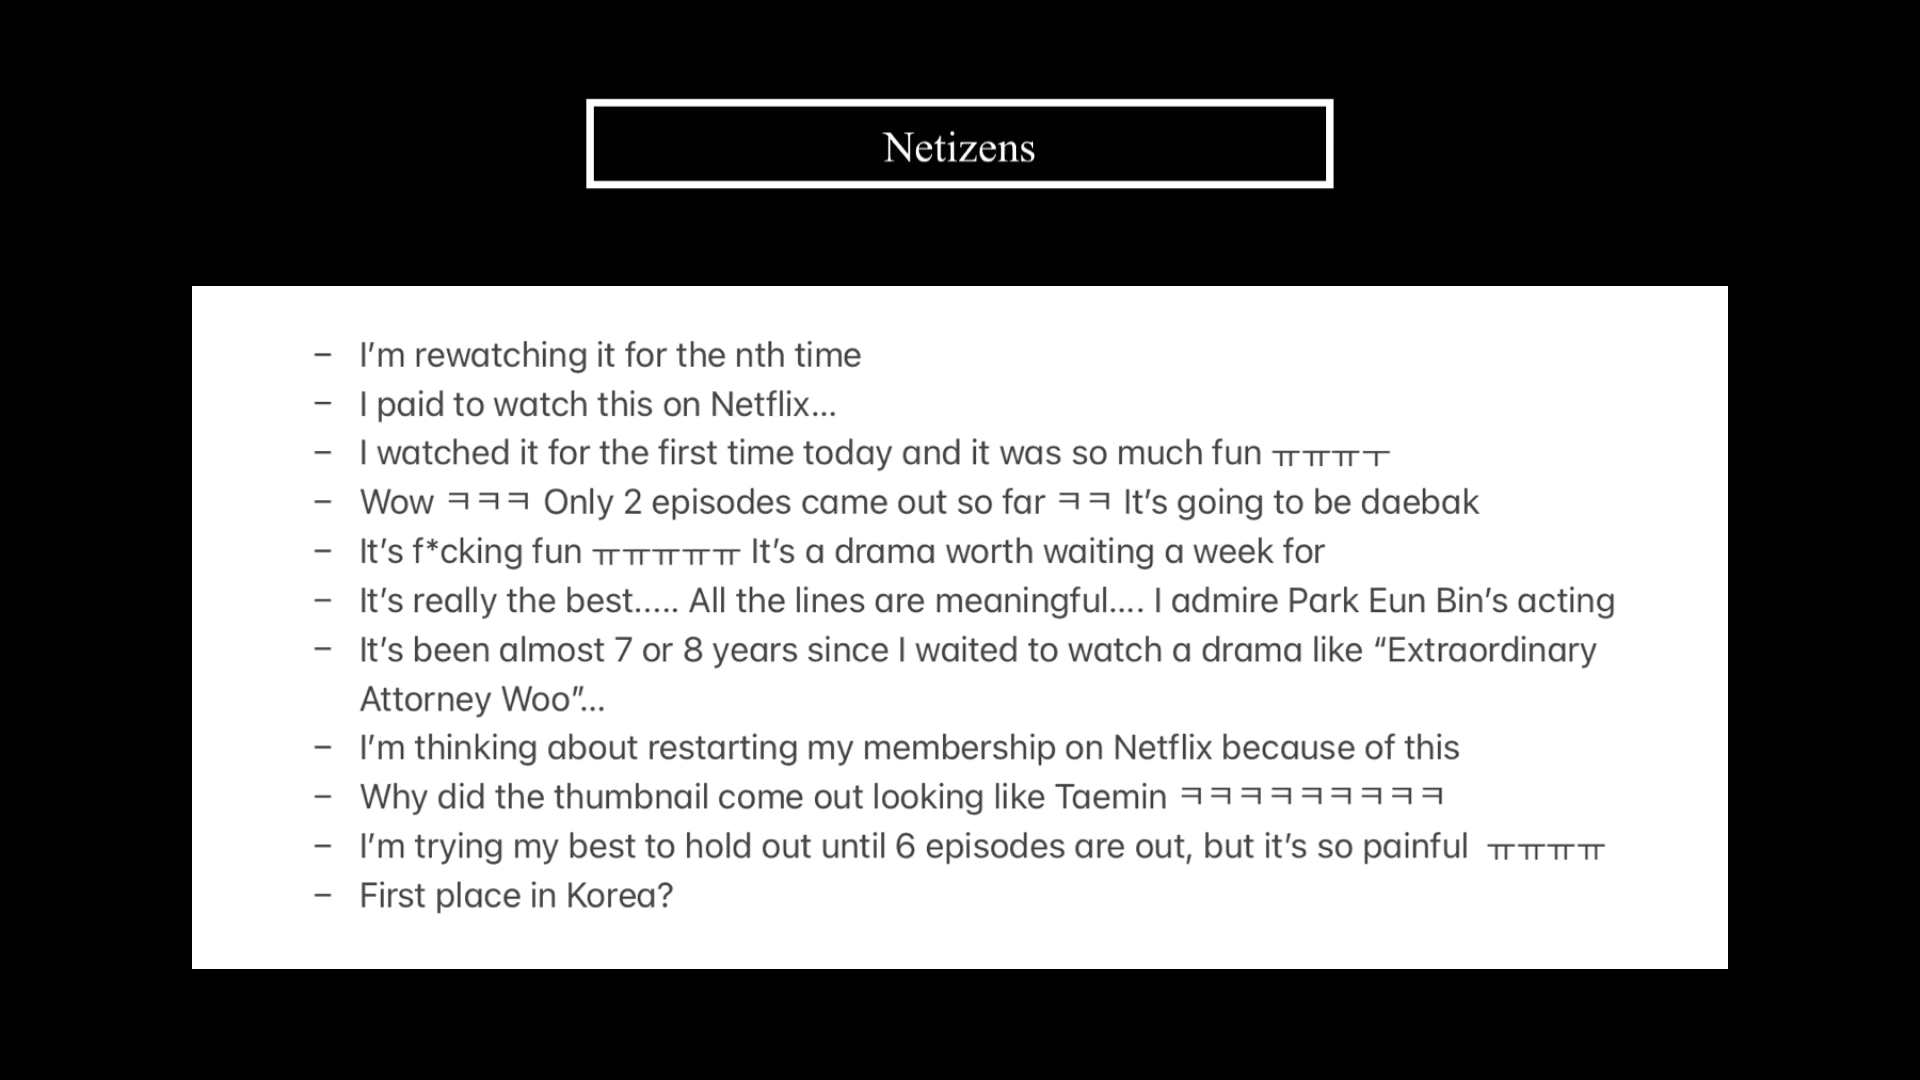 Netizens
– I’m rewatching it for the nth time
– I paid to watch this on Netflix…
– I watched it for the first time today and it was so much fun ㅠㅠㅠㅜ
– Wow ㅋㅋㅋ Only 2 episodes came out so far ㅋㅋ It’s going to be daebak
– It’s f*cking fun ㅠㅠㅠㅠㅠ It’s a drama worth waiting a week for
– It’s really the best….. All the lines are meaningful…. I admire Park Eun Bin’s acting
– It’s been almost 7 or 8 years since I waited to watch a drama like “Extraordinary
Attorney Woo”…
– I’m thinking about restarting my membership on Netflix because of this
– Why did the thumbnail come out looking like Taemin ㅋㅋㅋㅋㅋㅋㅋㅋㅋ
– I’m trying my best to hold out until 6 episodes are out, but it’s so painful ㅠㅠㅠㅠ
– First place in Korea?